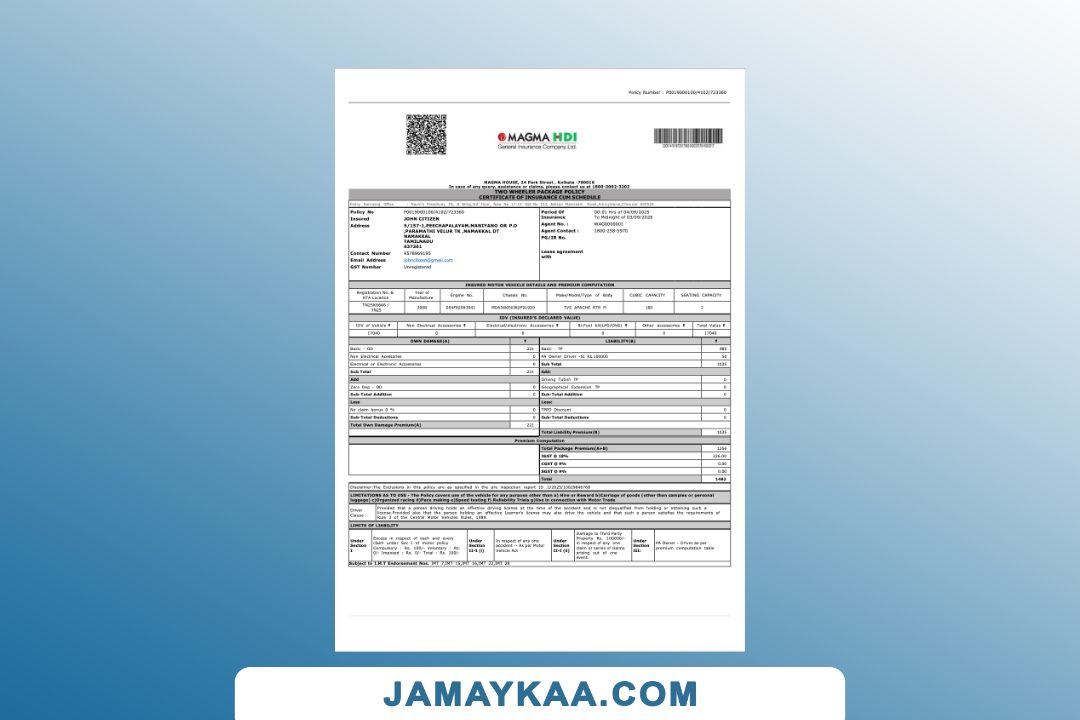 Policy Number : P0019000100/4102/723360
MAGMA HDI
General Insurance Company Ltd.
MAGMA HOUSE, 24 Park Street, Kolkata -700016
In case of any query, assistance or claims, please contact us at 1800-3002-3202
TWO WHEELER PACKAGE POLICY
CERTIFICATE OF INSURANCE CUM SCHEDULE
Policy Servicing Office
Policy No P0019000100/4102/723360
Insured JOHN CITIZEN
Address 5/157-1,PEECHAPALAYAM,MANIYANO OR P.O
,PARAMATHI VELUR TK ,NAMAKKAL DT
NAMAKKAL
TAMILNADU
637201
Contact Number 9578969195
Email Address johncitizen@gmail.com
GST Number Unregistered
Period Of Insurance 00:01 Hrs of 04/09/2025
To Midnight of 03/09/2026
Agent No. : WAG0000001
Agent Contact : 1800-258-5970
PG/IR No.
Lease agreement with
INSURED MOTOR VEHICLE DETAILS AND PREMIUM COMPUTATION
Registration No. & RTA Location Year of Manufacture Engine No. Chassis No. Make/Model/Type of Body CUBIC CAPACITY SEATING CAPACITY
TVS APACHE RTR 2
IDV (INSURED'S DECLARED VALUE)
IDV of Vehicle ₹ Non Electrical Accessories ₹ Electrical/electronic Accessories ₹ Bi-Fuel kit(LPG/CNG) ₹ Other accessories ₹ Total Value ₹
17040 0 0 0 0 17040
OWN DAMAGE(A) ₹ LIABILITY(B) ₹
Basic - OD 221 Basic - TP
Non Electrical Accessories 0 PA Owner Driver -SI RS.100000 50
Electrical or Electronic Accessories 0 Sub Total 1035
Sub Total 221 Add:
Add Driving Tution TP 0
Zero Dep - OD 0 Geographical Extension TP 0
Sub-Total Addition 0 Sub-Total Addition 0
Less Less:
No claim bonus 0 % 0 TPPD Discount 0
Sub-Total Deductions 0 Sub-Total Deductions 0
Total Own Damage Premium(A) 221
Total Liability Premium(B) 1035
Premium Computation
Total Package Premium(A+B) 1256
IGST @ 18% 226.00
CGST @ 9% 0.00
SGST @ 9% 0.00
Total 1482
Disclaimer:The Exclusions in this policy are as specified in the pre inspection report ID
LIMITATIONS AS TO USE - The Policy covers use of the vehicle for any purpose other than a) Hire or Reward b)Carriage of goods (other than samples or personal
luggage) c)Organized racing d)Pace making e)Speed testing f) Reliability Trials g)Use in connection with Motor Trade
Driver Clause : Provided that a person driving holds an effective driving license at the time of the accident and is not disqualified from holding or obtaining such a
license.Provided also that the person holding an effective Learner's license may also drive the vehicle and that such a person satisfies the requirements of
Rule 3 of the Central Motor Vehicles Rules, 1989.
LIMITS OF LIABILITY
Under Section I Excess in respect of each and every claim under Sec I of motor policy Compulsory : Rs. 100/- Voluntary : Rs. 0/- Imposed : Rs. 0/- Total : Rs. 100/-
Under Section II-I (i) In respect of any one accident -- As per Motor Vehicle Act
Under Section II-I (ii) Damage to Third Party Property Rs. 100000/- in respect of any one claim or series of claims arising out of one event.
Under Section III: PA Owner - Driver as per premium computation table
Subject to I.M.T Endorsement Nos. IMT 7,IMT 15,IMT 16,IMT 22,IMT 28
JAMAYKAA.COM